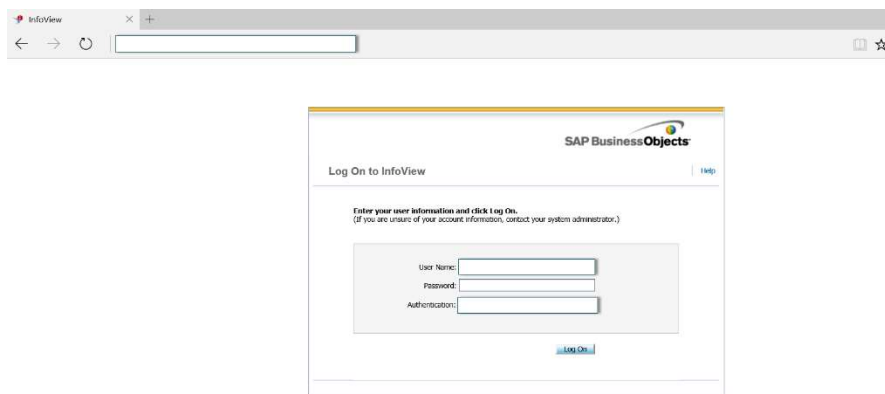 InfoView
SAP BusinessObjects
Log On to InfoView
Help
Enter your user information and click Log On.
(If you are unsure of your account information, contact your system administrator.)
User Name:
Password:
Authentication:
Log On